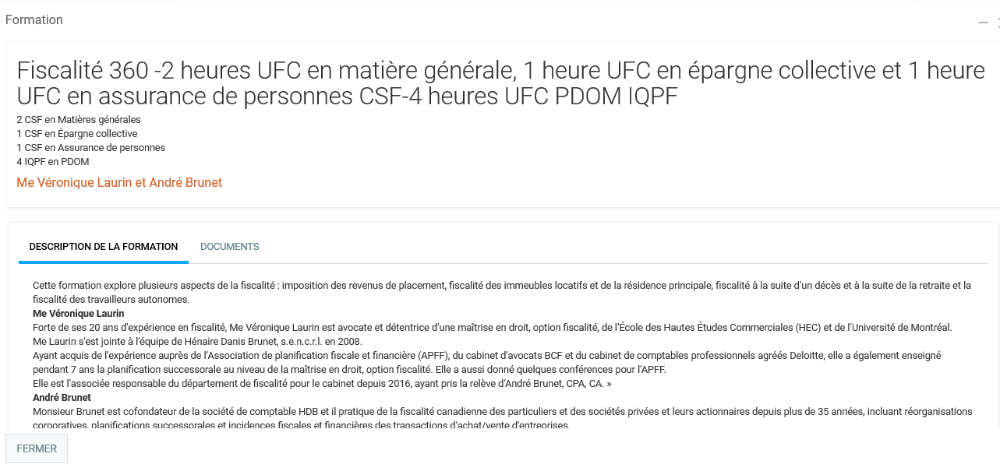 Formation
Fiscalité 360 -2 heures UFC en matière générale, 1 heure UFC en épargne collective et 1 heure
UFC en assurance de personnes CSF-4 heures UFC PDOM IQPF
2 CSF en Matières générales
1 CSF en Épargne collective
1 CSF en Assurance de personnes
4 IQPF en PDOM
Me Véronique Laurin et André Brunet
DESCRIPTION DE LA FORMATION DOCUMENTS
Cette formation explore plusieurs aspects de la fiscalité : imposition des revenus de placement, fiscalité des immeubles locatifs et de la résidence principale, fiscalité à la suite d'un décès et à la suite de la retraite et la
fiscalité des travailleurs autonomes.
Me Véronique Laurin
Forte de ses 20 ans d'expérience en fiscalité, Me Véronique Laurin est avocate et détentrice d'une maîtrise en droit, option fiscalité, de l'École des Hautes Études Commerciales (HEC) et de l'Université de Montréal.
Me Laurin s'est jointe à l'équipe de Hénaire Danis Brunet, s.e.n.c.r.l. en 2008.
Ayant acquis de l'expérience auprès de l'Association de planification fiscale et financière (APFF), du cabinet d'avocats BCF et du cabinet de comptables professionnels agréés Deloitte, elle a également enseigné
pendant 7 ans la planification successorale au niveau de la maîtrise en droit, option fiscalité. Elle a aussi donné quelques conférences pour l'APFF.
Elle est l'associée responsable du département de fiscalité pour le cabinet depuis 2016, ayant pris la relève d'André Brunet, CPA, CA. »
André Brunet
Monsieur Brunet est cofondateur de la société de comptable HDB et il pratique de la fiscalité canadienne des particuliers et des sociétés privées et leurs actionnaires depuis plus de 35 années, incluant réorganisations
corporatives, planifications successorales et incidences fiscales et financières des transactions d'achat/vente d'entreprises.
FERMER